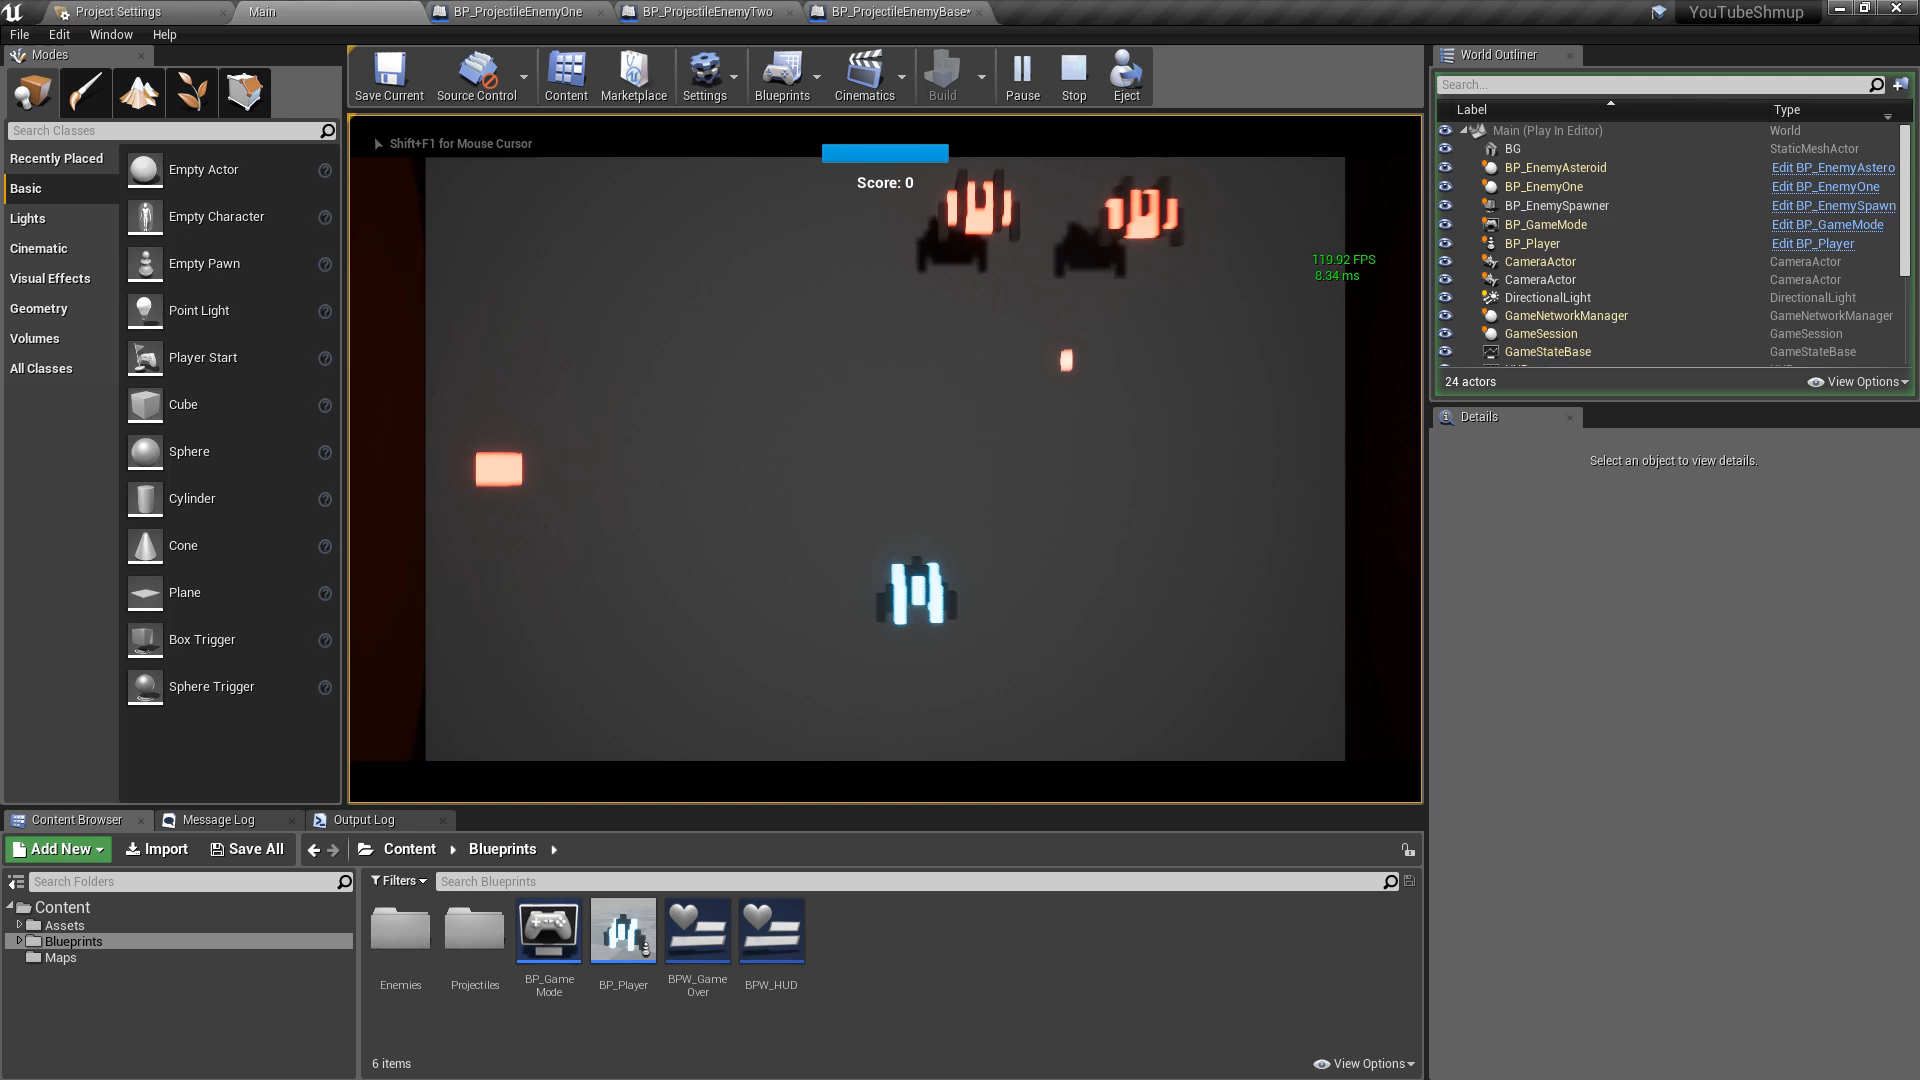 Project Settings
Main
BP_ProjectileEnemyOne
BP_ProjectileEnemyTwo
BP_ProjectileEnemyBase*
YouTubeShmup
File
Edit
Window
Help
Modes
Search Classes
Recently Placed
Basic
Lights
Cinematic
Visual Effects
Geometry
Volumes
All Classes
Empty Actor
Empty Character
Empty Pawn
Point Light
Player Start
Cube
Sphere
Cylinder
Cone
Plane
Box Trigger
Sphere Trigger
Save Current
Source Control
Content
Marketplace
Settings
Blueprints
Cinematics
Build
Pause
Stop
Eject
Shift+F1 for Mouse Cursor
Score: 0
119.92 FPS
8.34 ms
World Outliner
Search...
Label
Type
Main (Play In Editor)
World
BG
StaticMeshActor
BP_EnemyAsteroid
Edit BP_EnemyAstero
BP_EnemyOne
Edit BP_EnemyOne
BP_EnemySpawner
Edit BP_EnemySpawn
BP_GameMode
Edit BP_GameMode
BP_Player
Edit BP_Player
CameraActor
CameraActor
CameraActor
CameraActor
DirectionalLight
DirectionalLight
GameNetworkManager
GameNetworkManager
GameSession
GameSession
GameStateBase
GameStateBase
24 actors
View Options
Details
Select an object to view details.
Content Browser
Message Log
Output Log
Add New
Import
Save All
Content
Blueprints
Search Folders
Content
Assets
Blueprints
Maps
Filters
Search Blueprints
Enemies
Projectiles
BP_Game
Mode
BP_Player
BPW_Game
Over
BPW_HUD
6 items
View Options